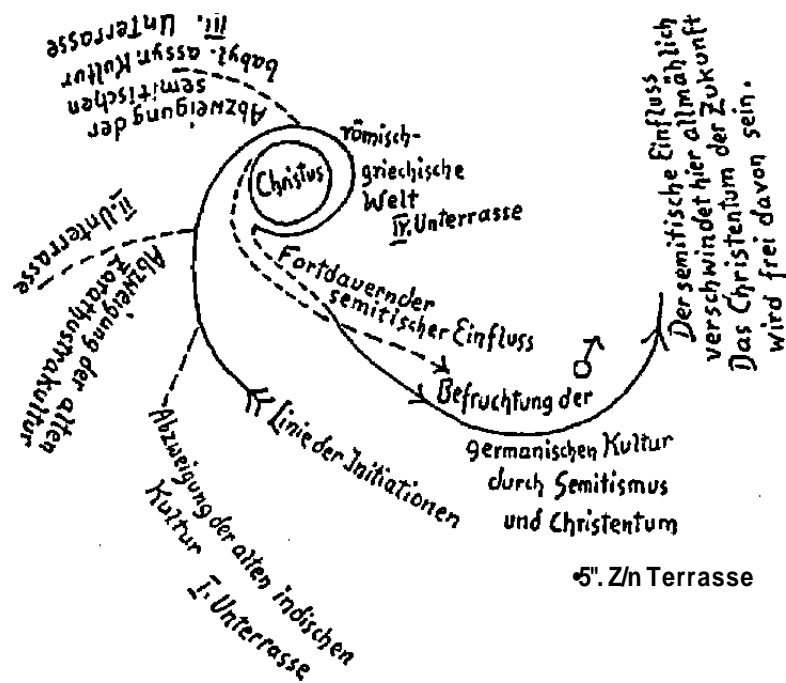 III. Unterrasse
babyl. assyr. Kultur
semitischen
Abzweigung der
römisch-
griechische
Welt
IV. Unterrasse
Christus
II. Unterrasse
Abzweigung der alten
Zarathustrakultur
Fortdauernder
semitischer Einfluss
Der semitische Einfluss
verschwindet hier allmählich
Das Christentum der Zukunft
wird frei davon sein.
♂
Befruchtung der
germanischen Kultur
durch Semitismus
und Christentum
Linie der Initiationen
Abzweigung der alten indischen
Kultur
I. Unterrasse
•5". Z/n Terrasse